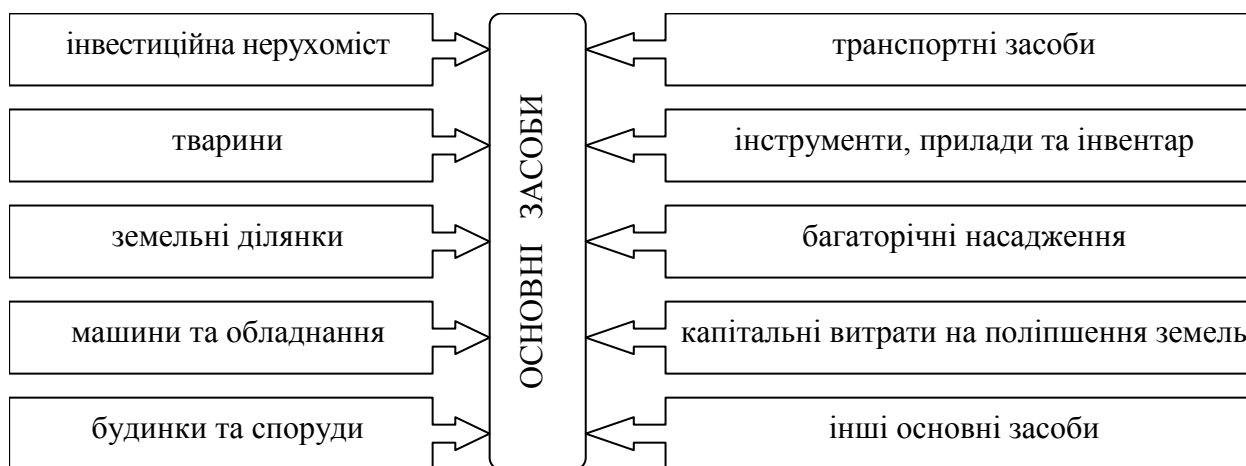 інвестиційна нерухоміст
тварини
земельні ділянки
машини та обладнання
будинки та споруди
ОСНОВНІ ЗАСОБИ
транспортні засоби
інструменти, прилади та інвентар
багаторічні насадження
капітальні витрати на поліпшення земель
інші основні засоби